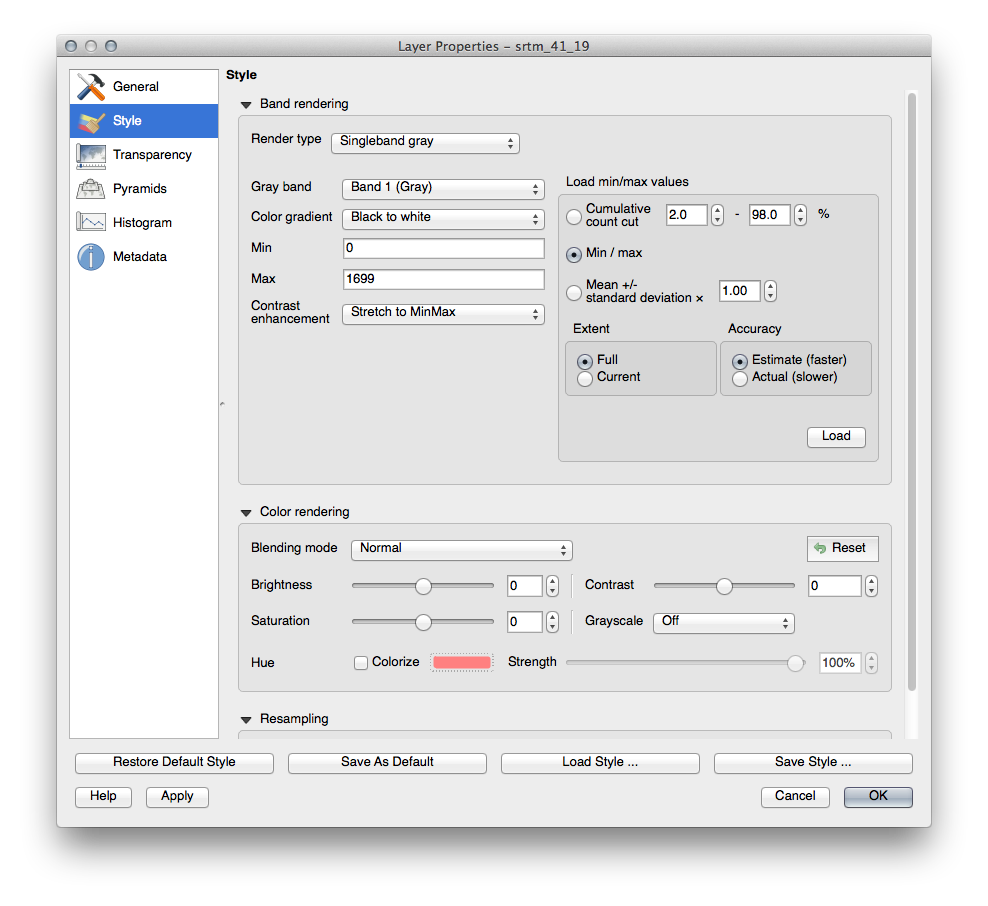 Layer Properties - srtm_41_19
General
Style
Transparency
Pyramids
Histogram
Metadata
Style
Band rendering
Render type Singleband gray
Gray band Band 1 (Gray)
Color gradient Black to white
Min 0
Max 1699
Contrast
enhancement Stretch to MinMax
Load min/max values
Cumulative
count cut 2.0 - 98.0 %
Min / max
Mean +/-
standard deviation × 1.00
Extent
Full
Current
Accuracy
Estimate (faster)
Actual (slower)
Load
Color rendering
Blending mode Normal Reset
Brightness 0 Contrast 0
Saturation 0 Grayscale Off
Hue Colorize Strength 100%
Resampling
Restore Default Style Save As Default Load Style ... Save Style ...
Help Apply Cancel OK